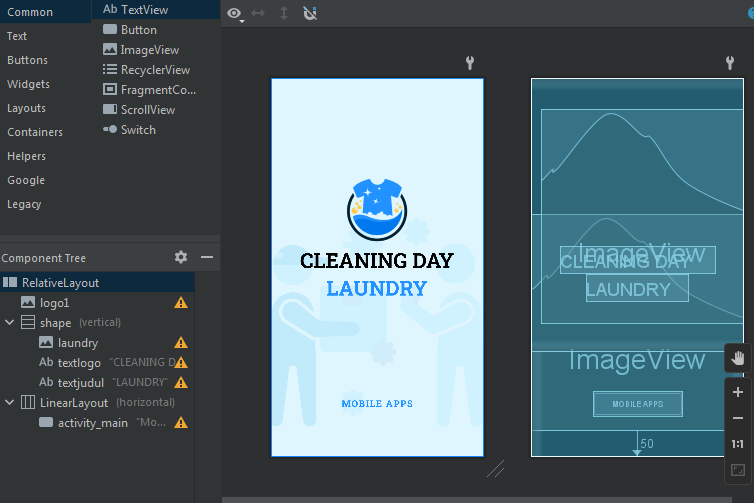 Common
Text
Buttons
Widgets
Layouts
Containers
Helpers
Google
Legacy
Ab TextView
Button
ImageView
RecyclerView
FragmentCo...
ScrollView
Switch
Component Tree
RelativeLayout
logo1
shape (vertical)
laundry
Ab textlogo "CLEANING D
Ab textjudul "LAUNDRY"
LinearLayout (horizontal)
activity_main "Mo...
CLEANING DAY
LAUNDRY
MOBILE APPS
ImageView
CLEANING DAY
LAUNDRY
ImageView
MOBILE APPS
50
1:1